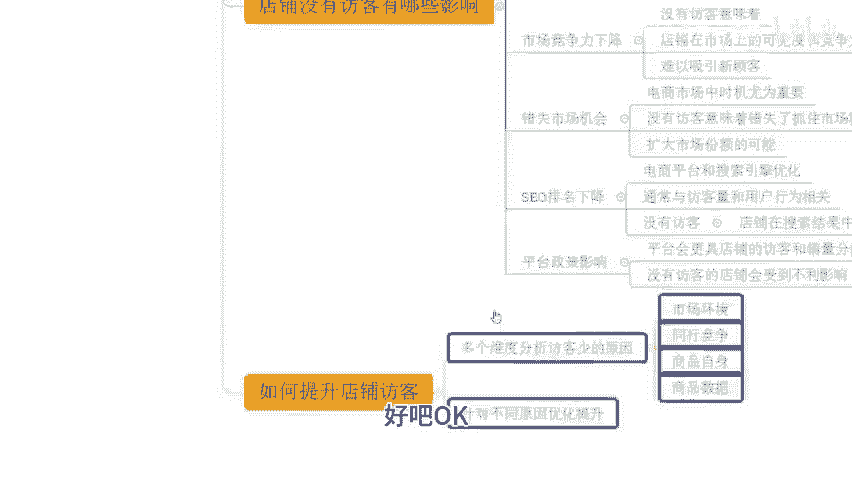 店铺没有访客有哪些影响
没有访客意味着
市场竞争力下降
店铺在市场上的可见度和竞争
难以吸引新顾客
电商市场中时机尤为重要
错失市场机会
没有访客意味着错失了抓住市场
扩大市场份额的可能
电商平台和搜索引擎优化
SEO排名下降
通常与访客量和用户行为相关
没有访客
店铺在搜索结果中
平台会更具店铺的访客和销量分
平台政策影响
没有访客的店铺会受到不利影响
市场环境
同行竞争
多个维度分析访客少的原因
商品自身
商品数据
如何提升店铺访客
针对不同原因优化提升
好吧OK